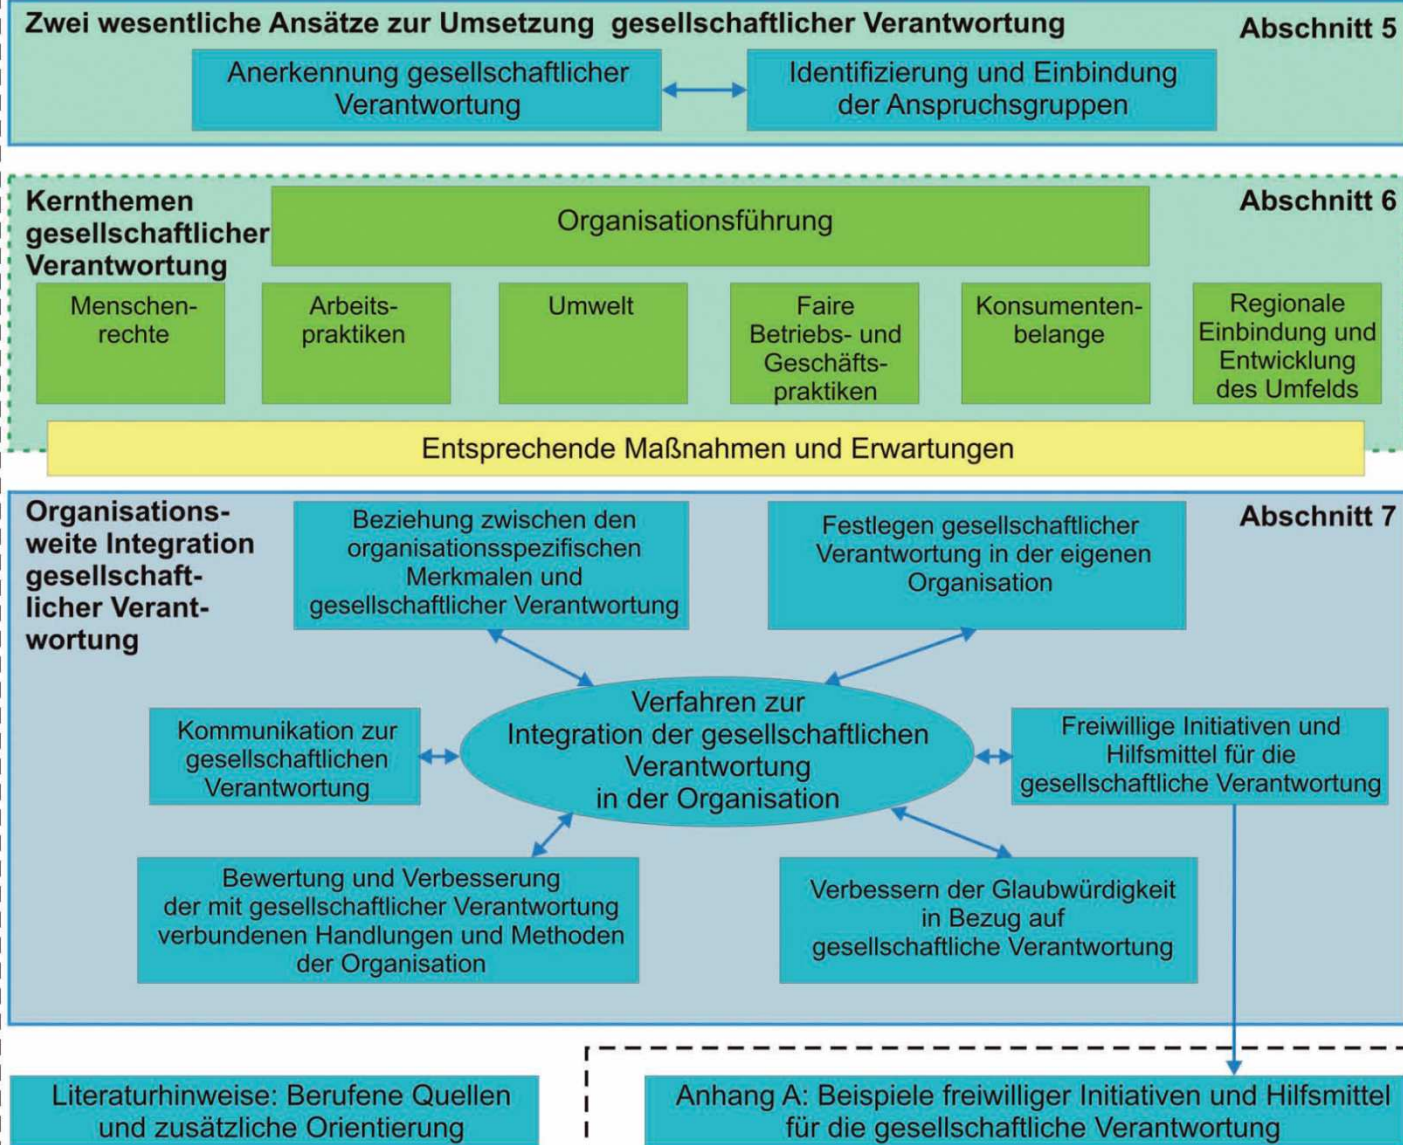 Zwei wesentliche Ansätze zur Umsetzung gesellschaftlicher Verantwortung
Abschnitt 5
Anerkennung gesellschaftlicher
Verantwortung
Identifizierung und Einbindung
der Anspruchsgruppen
Kernthemen
gesellschaftlicher
Verantwortung
Abschnitt 6
Organisationsführung
Menschen-
rechte
Arbeits-
praktiken
Umwelt
Faire
Betriebs- und
Geschäfts-
praktiken
Konsumenten-
belange
Regionale
Einbindung und
Entwicklung
des Umfelds
Entsprechende Maßnahmen und Erwartungen
Organisations-
weite Integration
gesellschaft-
licher Verant-
wortung
Abschnitt 7
Beziehung zwischen den
organisationsspezifischen
Merkmalen und
gesellschaftlicher Verantwortung
Festlegen gesellschaftlicher
Verantwortung in der eigenen
Organisation
Kommunikation zur
gesellschaftlichen
Verantwortung
Verfahren zur
Integration der gesellschaftlichen
Verantwortung
in der Organisation
Freiwillige Initiativen und
Hilfsmittel für die
gesellschaftliche Verantwortung
Bewertung und Verbesserung
der mit gesellschaftlicher Verantwortung
verbundenen Handlungen und Methoden
der Organisation
Verbessern der Glaubwürdigkeit
in Bezug auf
gesellschaftliche Verantwortung
Literaturhinweise: Berufene Quellen
und zusätzliche Orientierung
Anhang A: Beispiele freiwilliger Initiativen und Hilfsmittel
für die gesellschaftliche Verantwortung